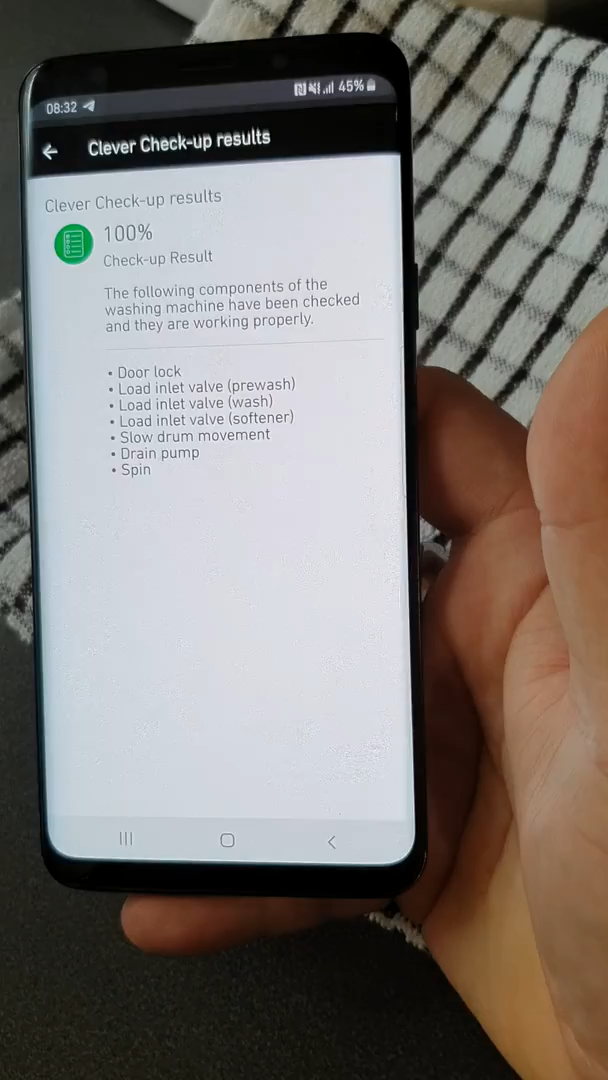 08:32 45%
Clever Check-up results
Clever Check-up results
100%
Check-up Result
The following components of the
washing machine have been checked
and they are working properly.
• Door lock
• Load inlet valve (prewash)
• Load inlet valve (wash)
• Load inlet valve (softener)
• Slow drum movement
• Drain pump
• Spin